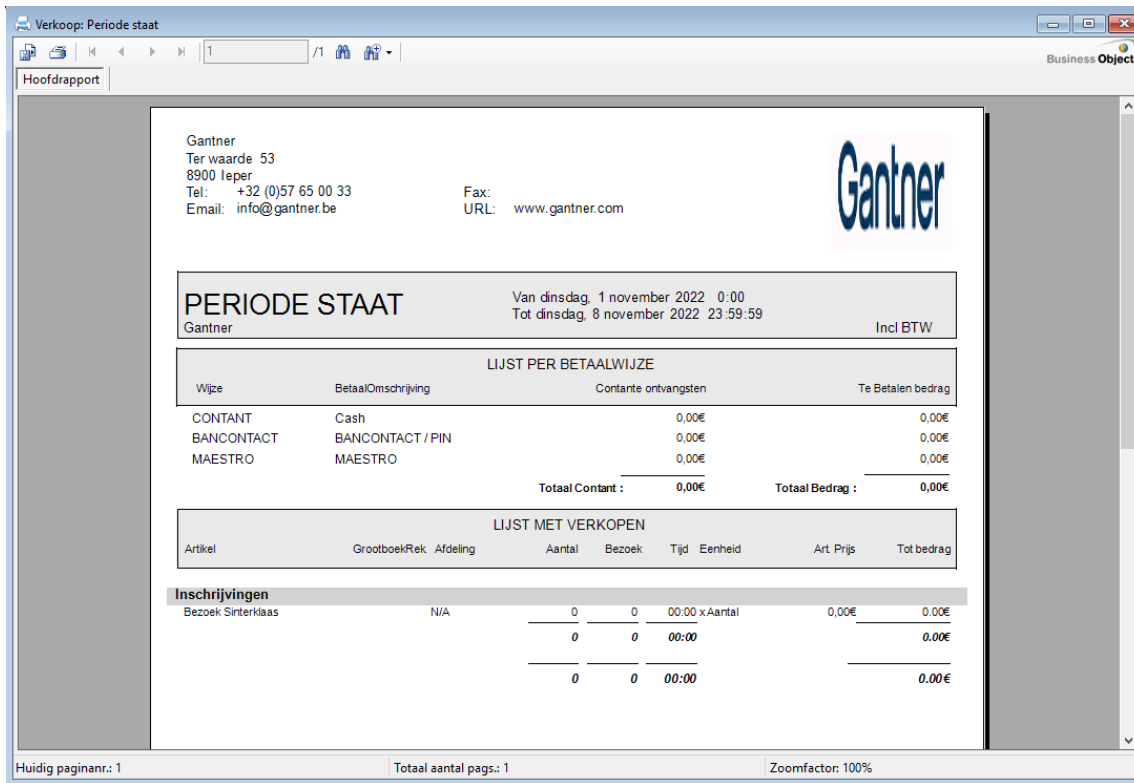 Verkoop: Periode staat
1 /1
Business Object
Hoofdrapport
Gantner
Ter waarde 53
8900 Ieper
Tel: +32 (0)57 65 00 33 Fax:
Email: info@gantner.be URL: www.gantner.com
Gantner
PERIODE STAAT
Van dinsdag, 1 november 2022 0:00
Tot dinsdag, 8 november 2022 23:59:59
Gantner Incl BTW
LIJST PER BETAALWIJZE
Wijze BetaalOmschrijving Contante ontvangsten Te Betalen bedrag
CONTANT Cash 0,00€ 0,00€
BANCONTACT BANCONTACT / PIN 0,00€ 0,00€
MAESTRO MAESTRO 0,00€ 0,00€
Totaal Contant : 0,00€ Totaal Bedrag : 0,00€
LIJST MET VERKOPEN
Artikel GrootboekRek Afdeling Aantal Bezoek Tijd Eenheid Art. Prijs Tot bedrag
Inschrijvingen
Bezoek Sinterklaas N/A 0 0 00:00 x Aantal 0,00€ 0.00€
0 0 00:00 0.00€
0 0 00:00 0.00€
Huidig paginanr.: 1 Totaal aantal pags.: 1 Zoomfactor: 100%